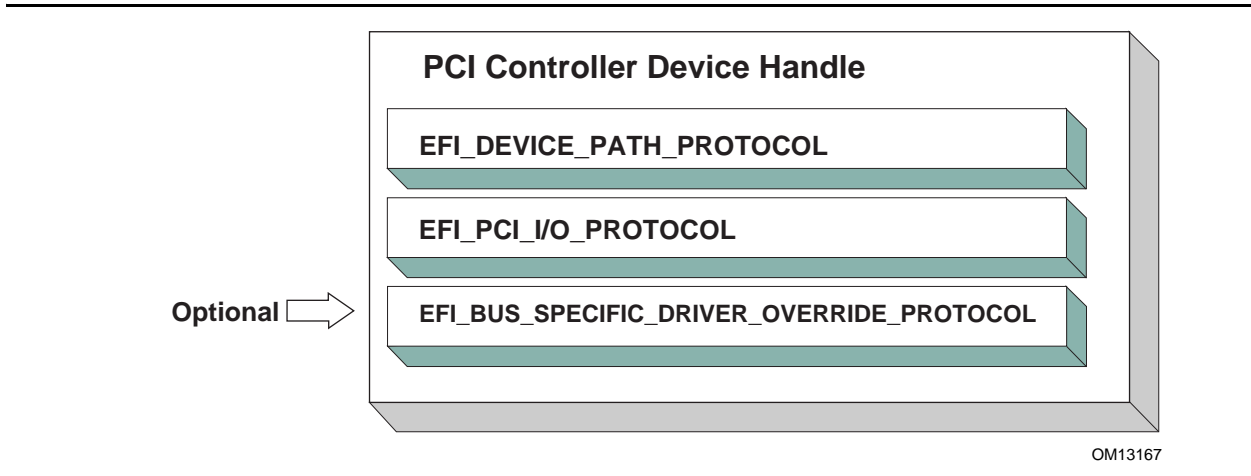 PCI Controller Device Handle
EFI_DEVICE_PATH_PROTOCOL
EFI_PCI_I/O_PROTOCOL
Optional
EFI_BUS_SPECIFIC_DRIVER_OVERRIDE_PROTOCOL
OM13167